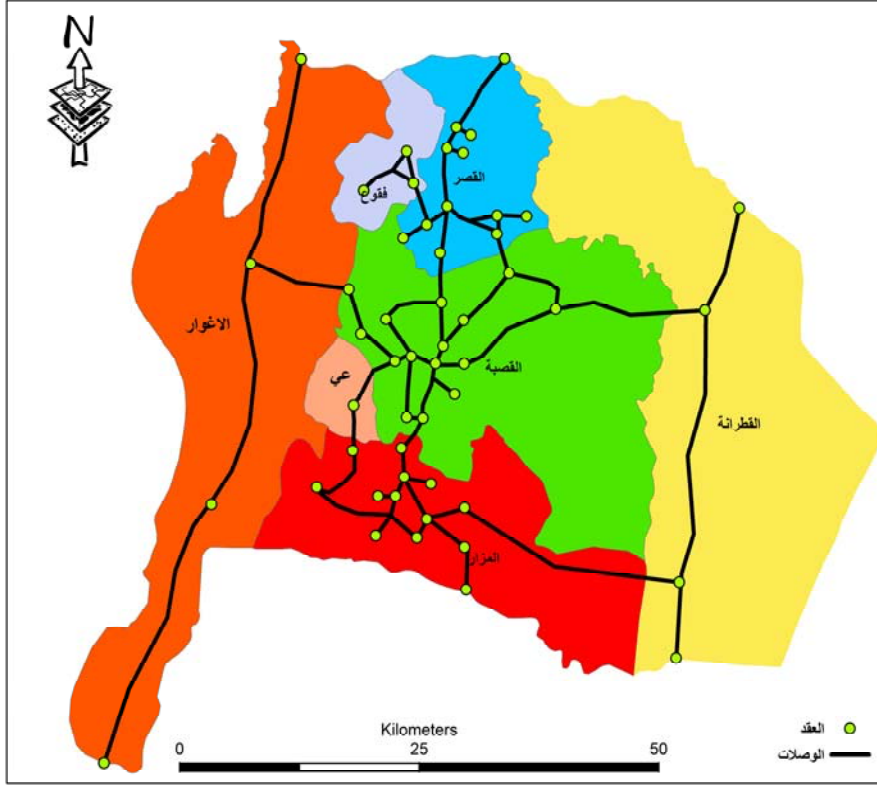 N
القصر
فقوع
الاغوار
عي
القصبة
القطرانة
المزار
Kilometers
0 25 50
العقد
الوصلات